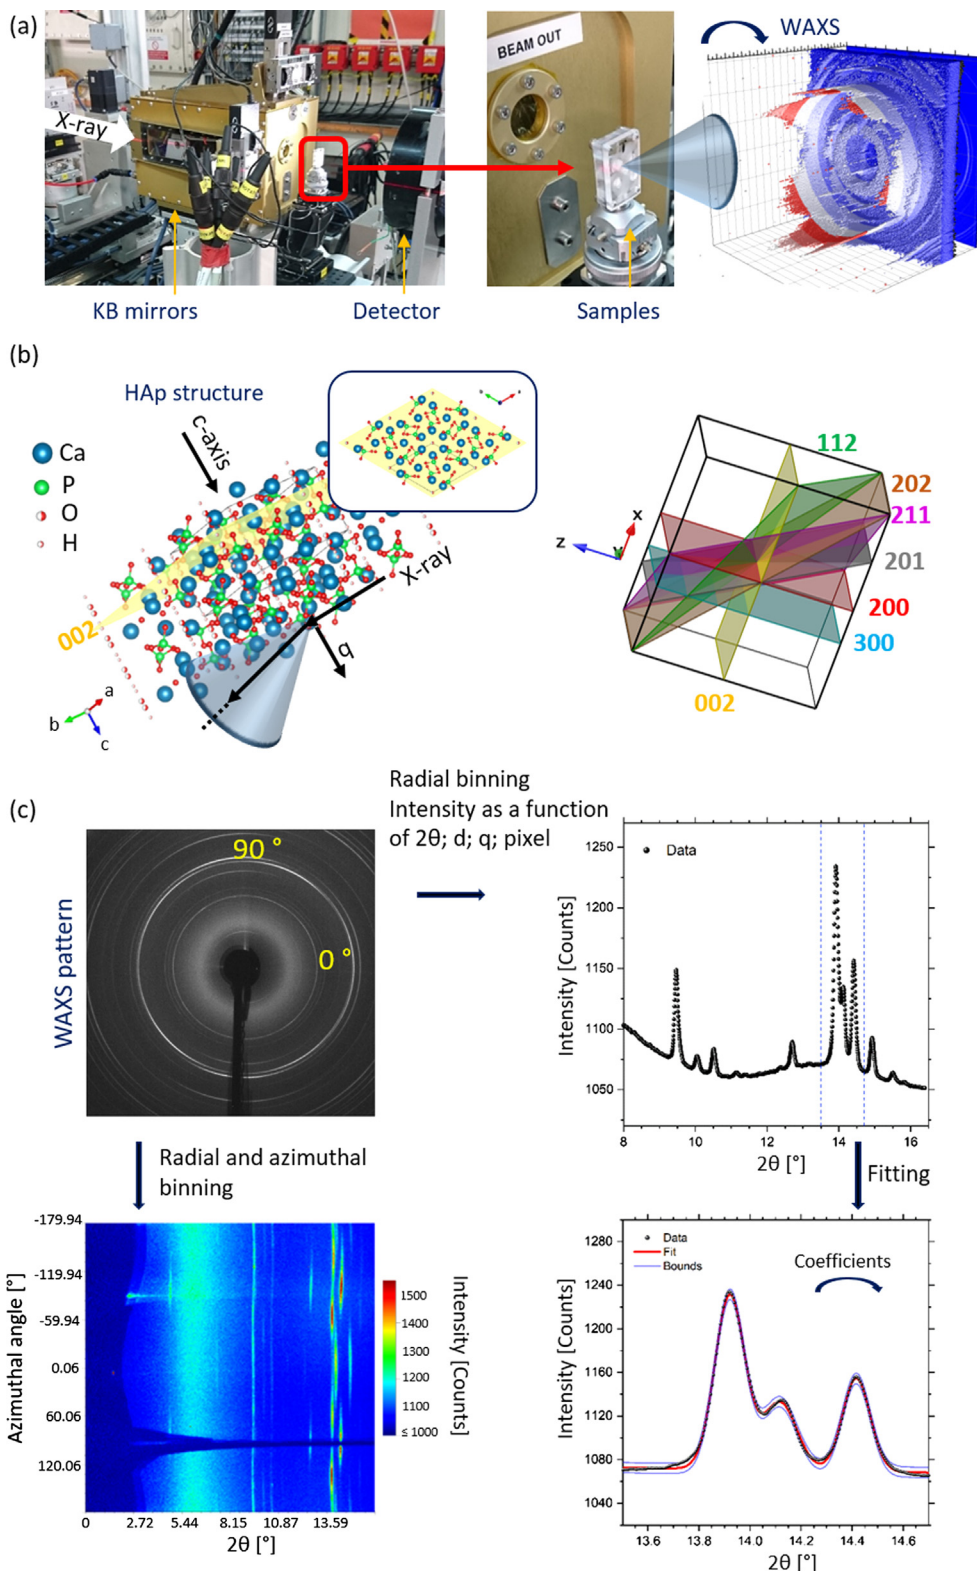 (a)
X-ray
BEAM OUT
WAXS
KB mirrors
Detector
Samples
(b)
HAp structure
c-axis
Ca
P
O
H
002
X-ray
q
a
b
c
x
z
112
202
211
201
200
300
002
(c)
Radial binning
Intensity as a function
of 2θ; d; q; pixel
WAXS pattern
90 °
0 °
Intensity [Counts]
1250
1200
1150
1100
1050
Data
8
10
12
14
16
2θ [°]
Radial and azimuthal
binning
Fitting
Azimuthal angle [°]
-179.94
-119.94
-59.94
0.06
60.06
120.06
0
2.72
5.44
8.15
10.87
13.59
2θ [°]
1500
1400
1300
1200
1100
≤ 1000
Intensity [Counts]
Intensity [Counts]
1280
1240
1200
1160
1120
1080
1040
Data
Fit
Bounds
Coefficients
13.6
13.8
14.0
14.2
14.4
14.6
2θ [°]